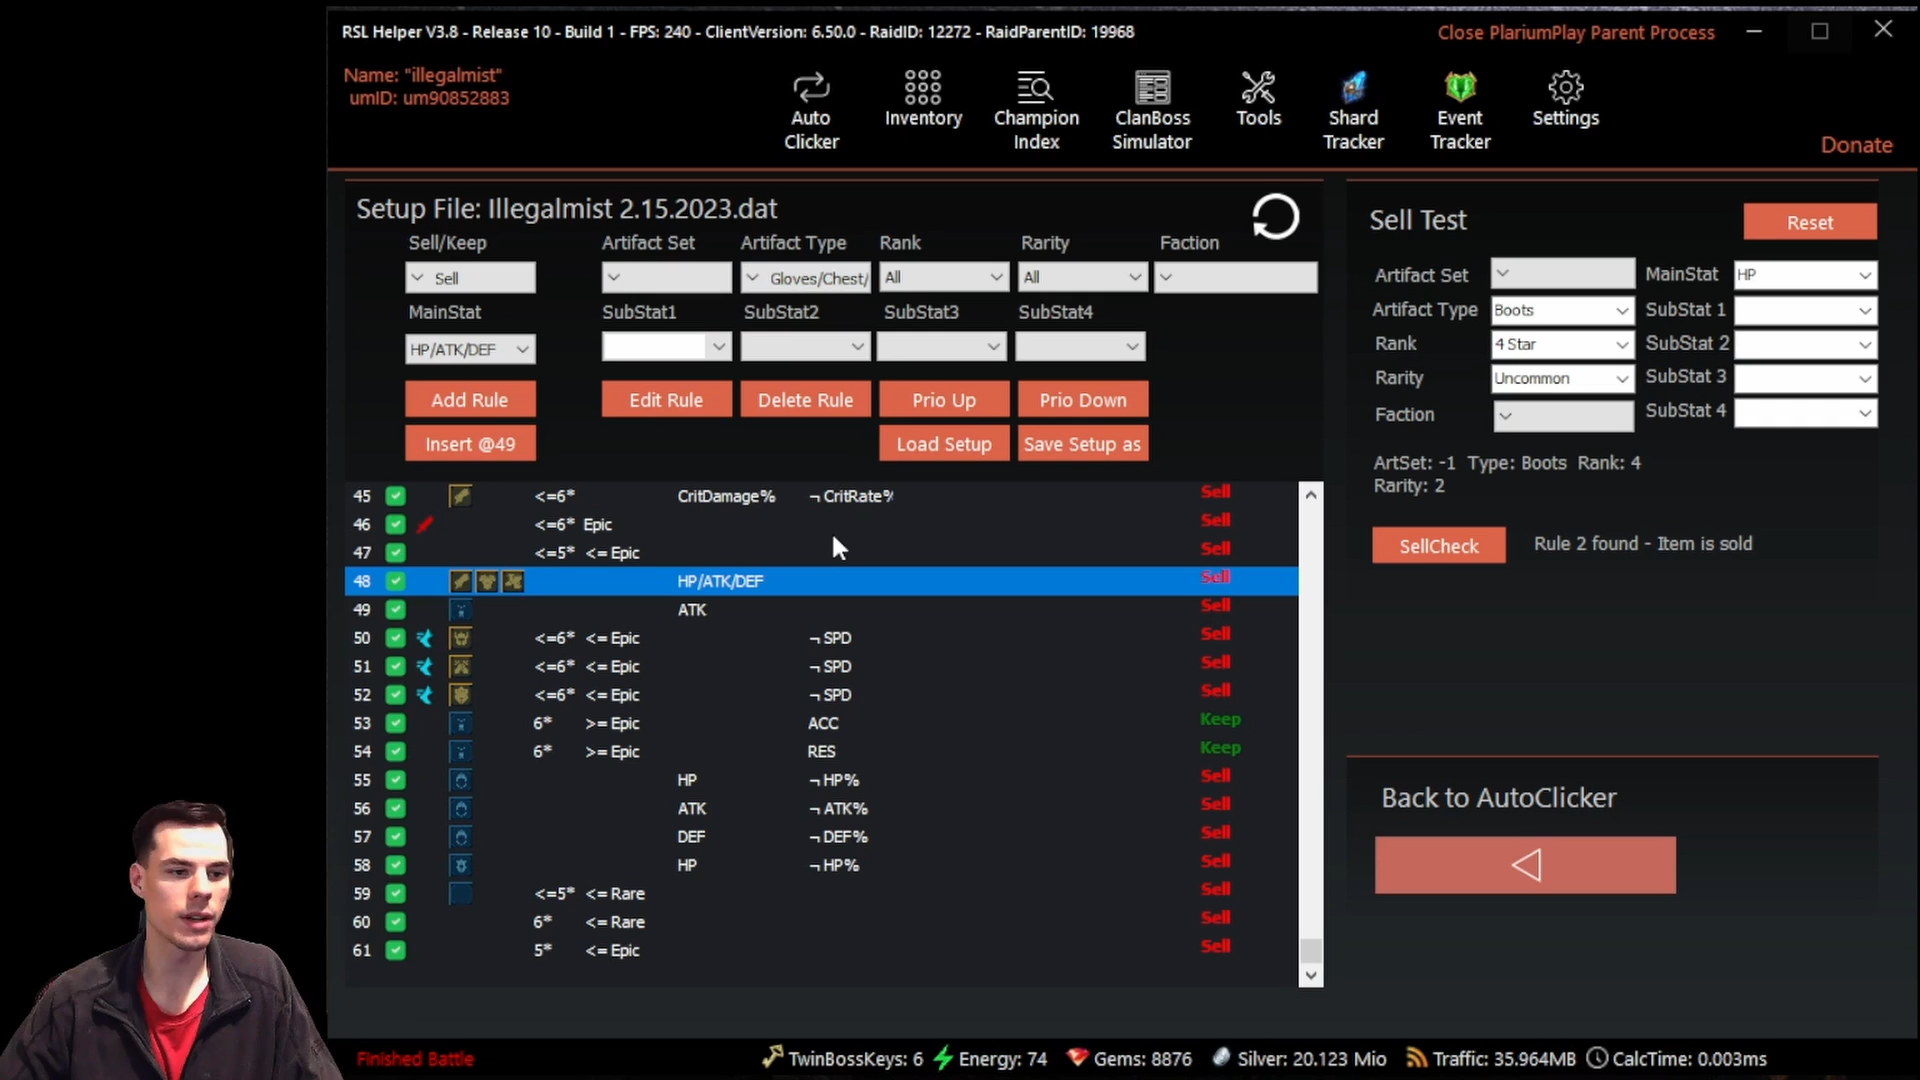 RSL Helper V3.8 - Release 10 - Build 1 - FPS: 240 - ClientVersion: 6.50.0 - RaidID: 12272 - RaidParentID: 19968
Close PlariumPlay Parent Process
Name: "illegalmist"
umID: um90852883
Auto Clicker
Inventory
Champion Index
ClanBoss Simulator
Tools
Shard Tracker
Event Tracker
Settings
Donate
Setup File: Illegalmist 2.15.2023.dat
Sell/Keep Artifact Set Artifact Type Rank Rarity Faction
Sell Gloves/Chest/ All All
MainStat SubStat1 SubStat2 SubStat3 SubStat4
HP/ATK/DEF
Add Rule Edit Rule Delete Rule Prio Up Prio Down
Insert @49 Load Setup Save Setup as
45 <=6* CritDamage% ¬ CritRate% Sell
46 <=6* Epic Sell
47 <=5* <= Epic Sell
48 HP/ATK/DEF Sell
49 ATK Sell
50 <=6* <= Epic ¬ SPD Sell
51 <=6* <= Epic ¬ SPD Sell
52 <=6* <= Epic ¬ SPD Sell
53 6* >= Epic ACC Keep
54 6* >= Epic RES Keep
55 HP ¬ HP% Sell
56 ATK ¬ ATK% Sell
57 DEF ¬ DEF% Sell
58 HP ¬ HP% Sell
59 <=5* <= Rare Sell
60 6* <= Rare Sell
61 5* <= Epic Sell
Sell Test Reset
Artifact Set MainStat HP
Artifact Type Boots SubStat 1
Rank 4 Star SubStat 2
Rarity Uncommon SubStat 3
Faction SubStat 4
ArtSet: -1 Type: Boots Rank: 4
Rarity: 2
SellCheck Rule 2 found - Item is sold
Back to AutoClicker
Finished Battle TwinBossKeys: 6 Energy: 74 Gems: 8876 Silver: 20.123 Mio Traffic: 35.964MB CalcTime: 0.003ms